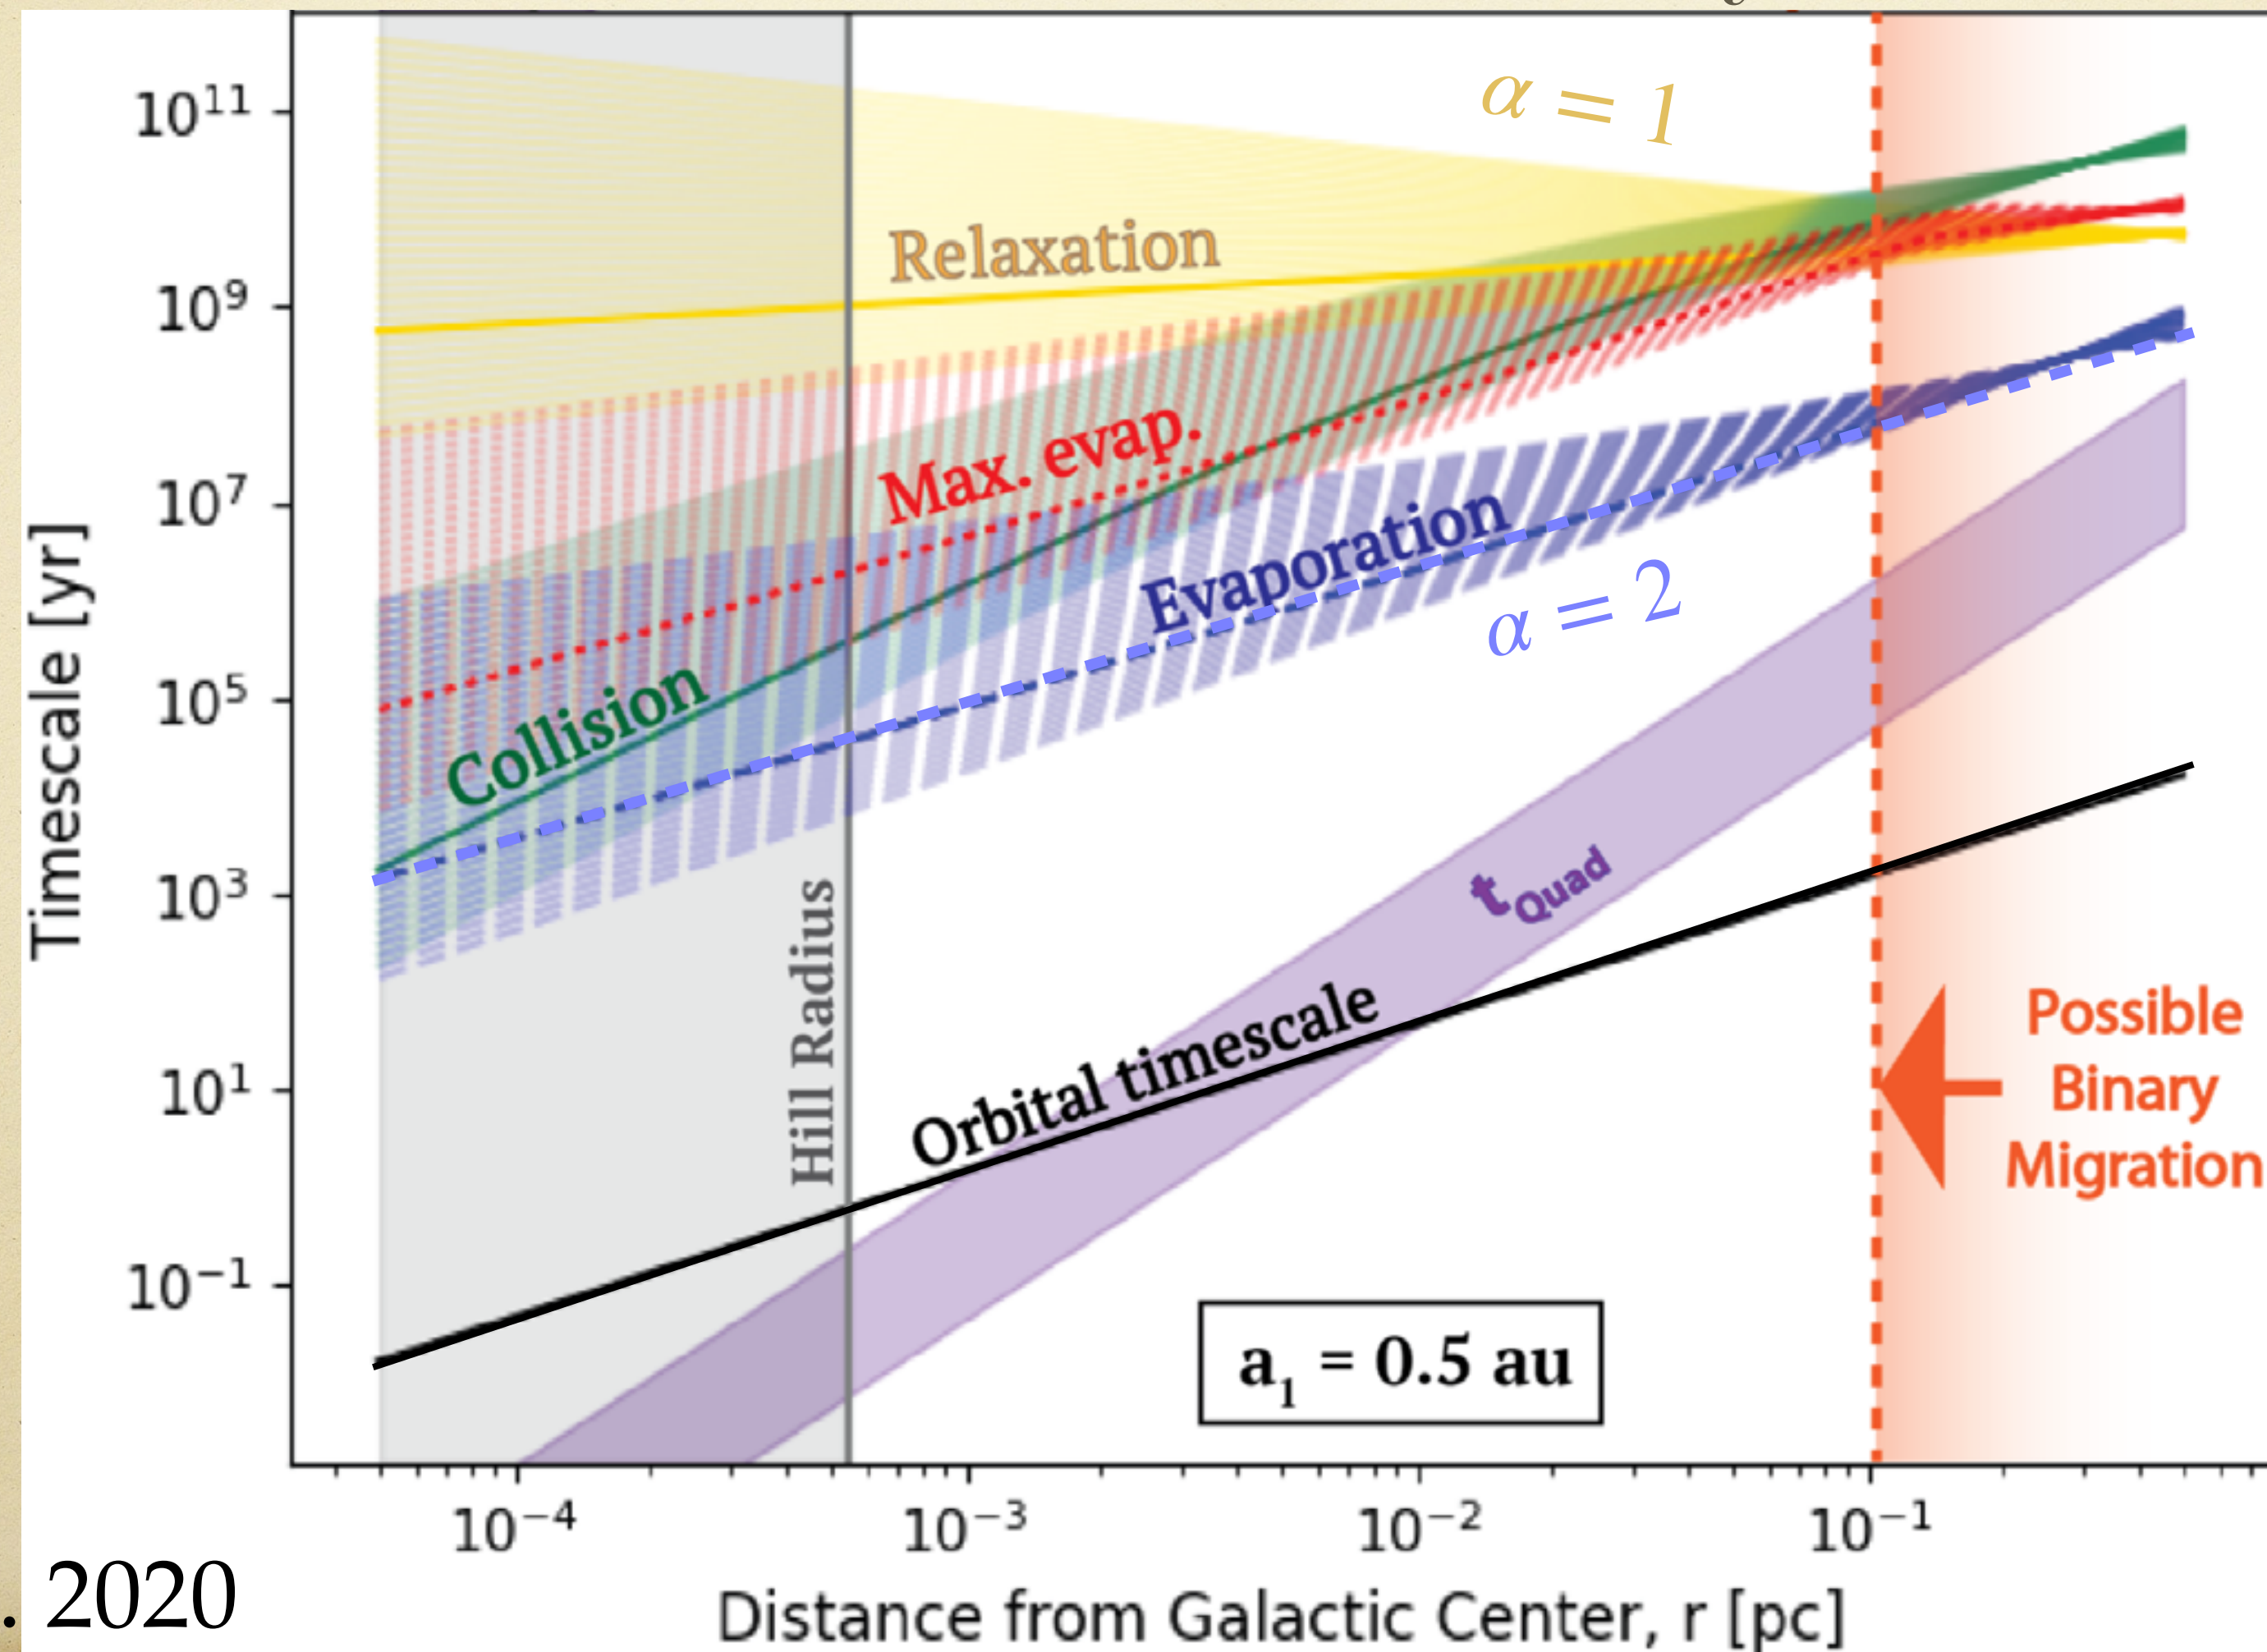 10¹¹
10⁹
10⁷
10⁵
10³
10¹
10⁻¹
Timescale [yr]
α = 1
Relaxation
Max. evap.
Evaporation
α = 2
Collision
Hill Radius
tQuad
Orbital timescale
Possible
Binary
Migration
a₁ = 0.5 au
10⁻⁴
10⁻³
10⁻²
10⁻¹
Distance from Galactic Center, r [pc]
. 2020